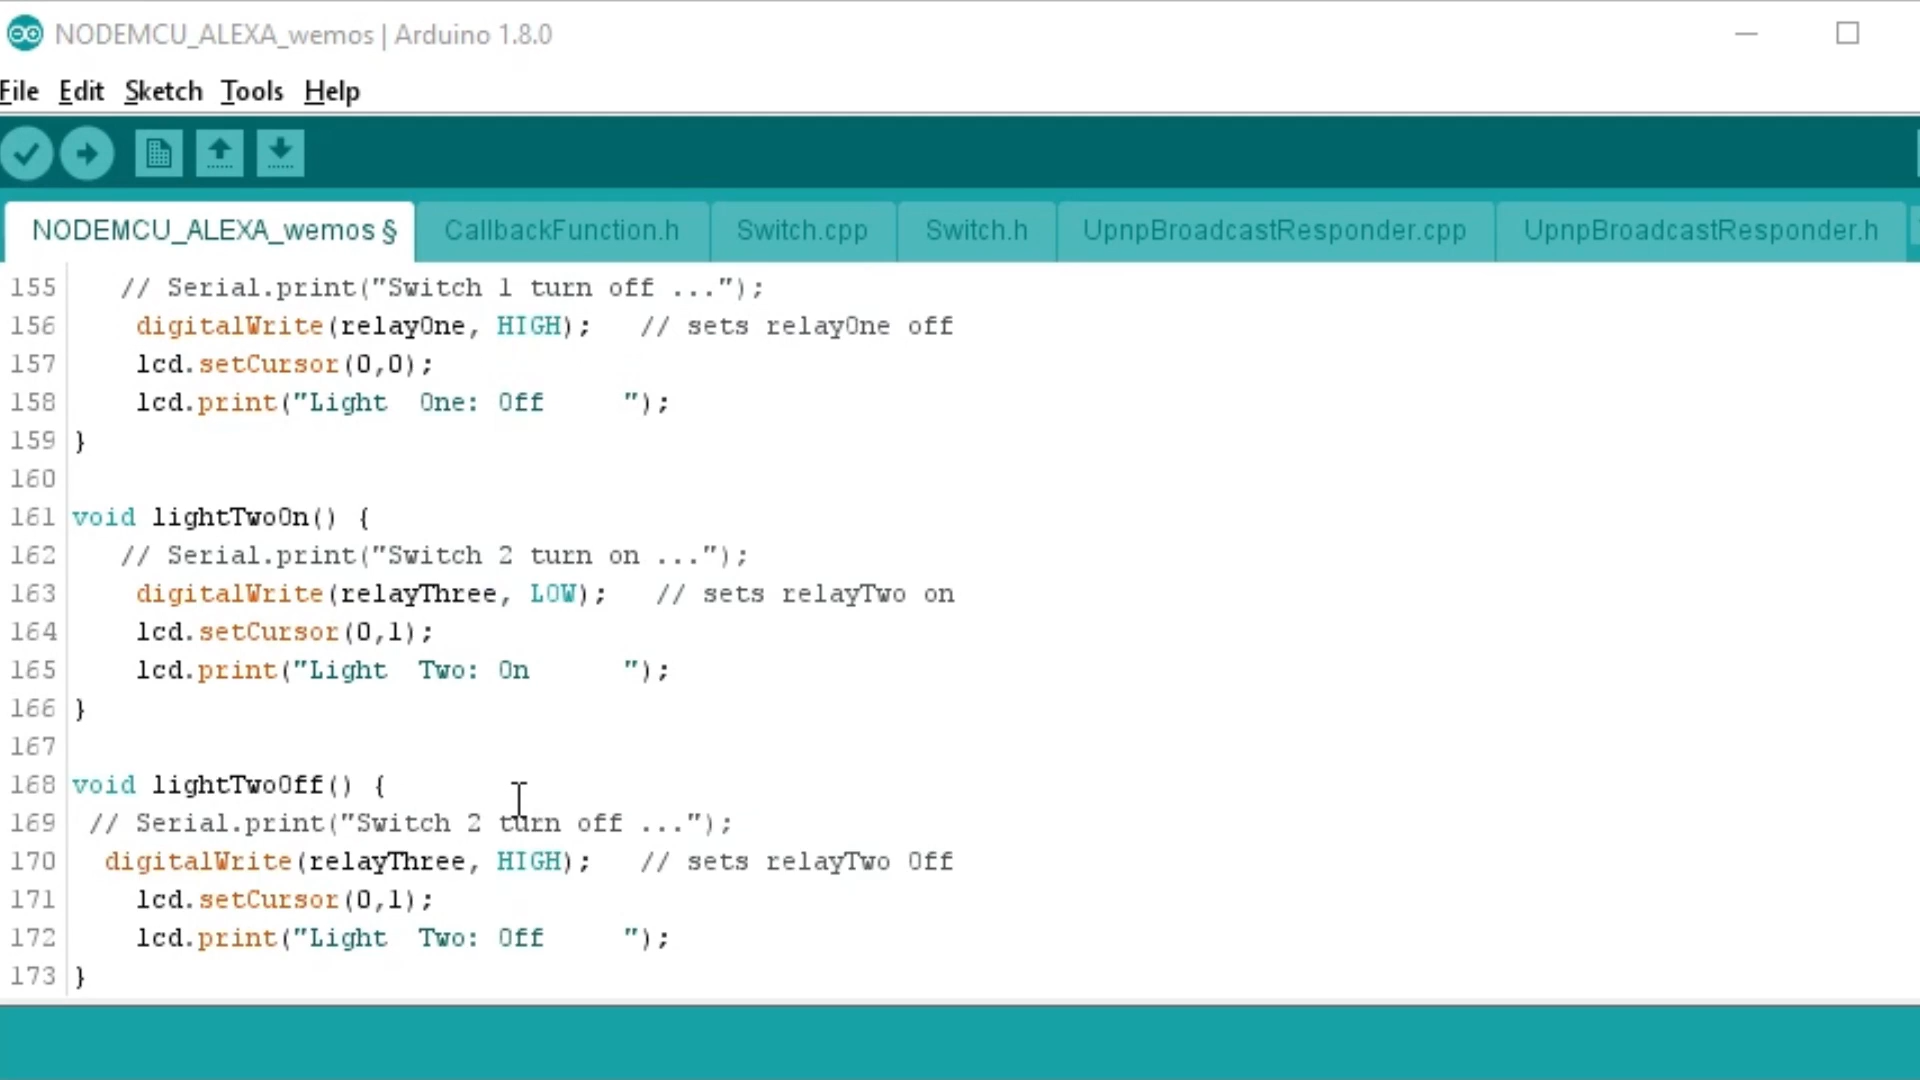 NODEMCU_ALEXA_wemos | Arduino 1.8.0
File Edit Sketch Tools Help
NODEMCU_ALEXA_wemos § CallbackFunction.h Switch.cpp Switch.h UpnpBroadcastResponder.cpp UpnpBroadcastResponder.h
155 // Serial.print("Switch 1 turn off ...");
156 digitalWrite(relayOne, HIGH); // sets relayOne off
157 lcd.setCursor(0,0);
158 lcd.print("Light  One: Off     ");
159 }
160
161 void lightTwoOn() {
162 // Serial.print("Switch 2 turn on ...");
163 digitalWrite(relayThree, LOW); // sets relayTwo on
164 lcd.setCursor(0,1);
165 lcd.print("Light  Two: On      ");
166 }
167
168 void lightTwoOff() {
169 // Serial.print("Switch 2 turn off ...");
170 digitalWrite(relayThree, HIGH); // sets relayTwo Off
171 lcd.setCursor(0,1);
172 lcd.print("Light  Two: Off     ");
173 }